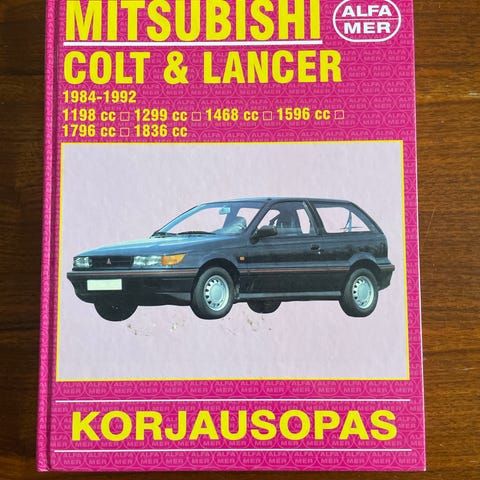 MITSUBISHI
ALFA
MER
COLT & LANCER
1984-1992
1198 cc □ 1299 cc □ 1468 cc □ 1596 cc □
1796 cc □ 1836 cc
KORJAUSOPAS